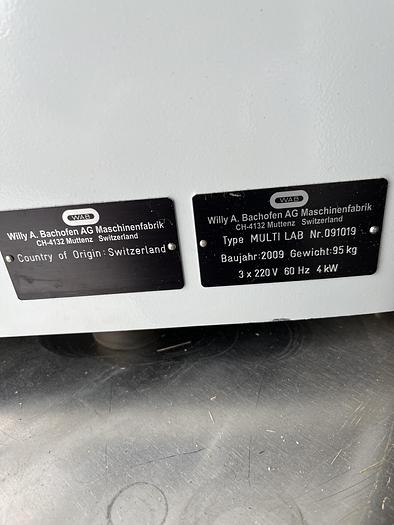 WAB
Willy A. Bachofen AG Maschinenfabrik
CH-4132 Muttenz Switzerland
Country of Origin: Switzerland
WAB
Willy A. Bachofen AG Maschinenfabrik
CH-4132 Muttenz Switzerland
Type MULTI LAB Nr. 091019
Baujahr: 2009 Gewicht: 95 kg
3 x 220 V 60 Hz 4 kW